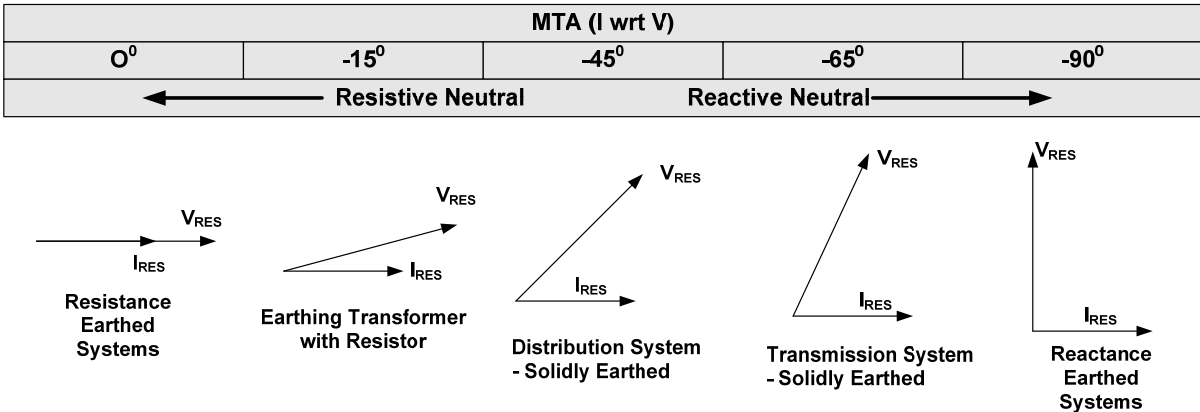 MTA (I wrt V)
O⁰ -15⁰ -45⁰ -65⁰ -90⁰
Resistive Neutral Reactive Neutral
VRES
IRES
Resistance
Earthed
Systems
VRES
IRES
Earthing Transformer
with Resistor
VRES
IRES
Distribution System
- Solidly Earthed
VRES
IRES
Transmission System
- Solidly Earthed
VRES
IRES
Reactance
Earthed
Systems